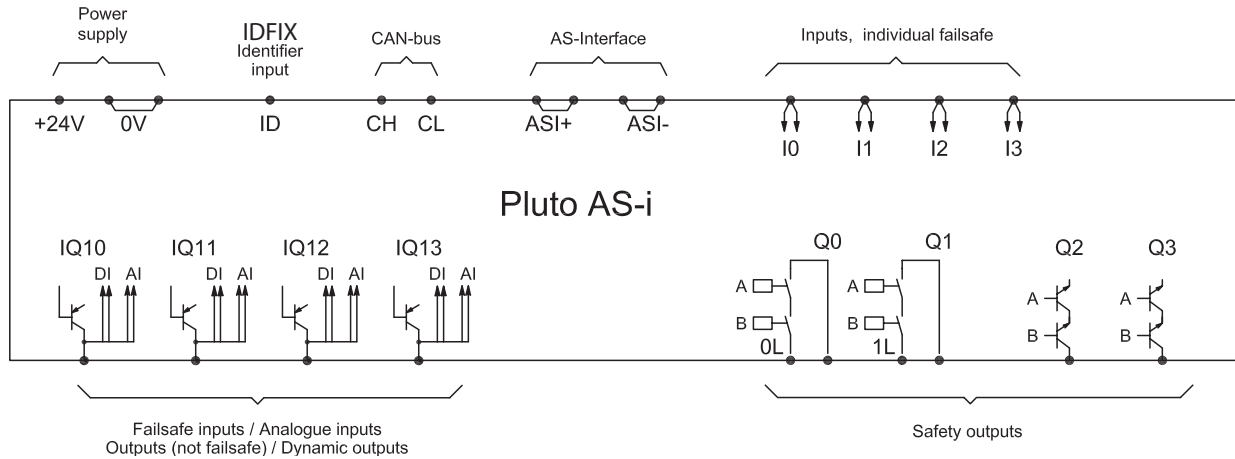 Power
supply
IDFIX
Identifier
input
CAN-bus
AS-Interface
Inputs, individual failsafe
+24V 0V ID CH CL ASI+ ASI-
I0 I1 I2 I3
Pluto AS-i
IQ10 IQ11 IQ12 IQ13 Q0 Q1 Q2 Q3
DI AI DI AI DI AI DI AI
A A A A
B B B B
0L 1L
Failsafe inputs / Analogue inputs
Outputs (not failsafe) / Dynamic outputs
Safety outputs